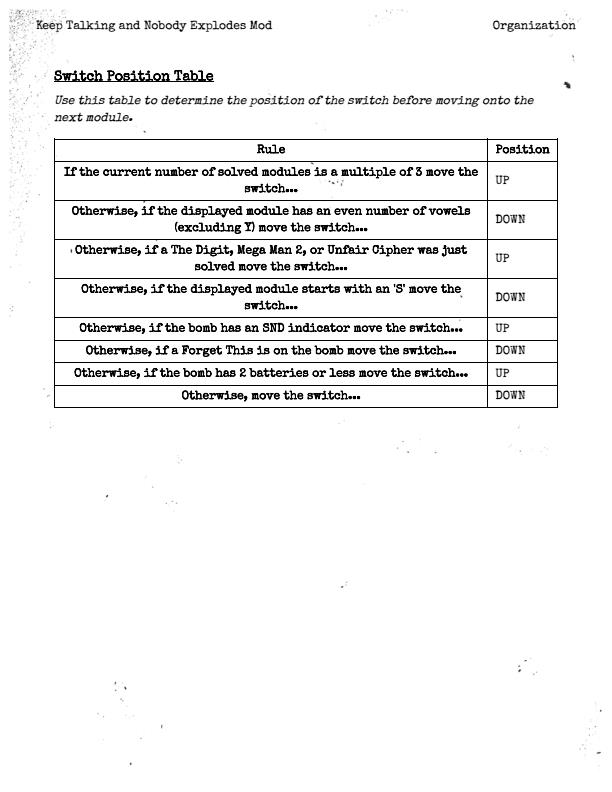 Keep Talking and Nobody Explodes Mod Organization
Switch Position Table
Use this table to determine the position of the switch before moving onto the
next module.
Rule Position
If the current number of solved modules is a multiple of 3 move the
switch... UP
Otherwise, if the displayed module has an even number of vowels
(excluding Y) move the switch... DOWN
Otherwise, if a The Digit, Mega Man 2, or Unfair Cipher was just
solved move the switch... UP
Otherwise, if the displayed module starts with an 'S' move the
switch... DOWN
Otherwise, if the bomb has an SND indicator move the switch... UP
Otherwise, if a Forget This is on the bomb move the switch... DOWN
Otherwise, if the bomb has 2 batteries or less move the switch... UP
Otherwise, move the switch... DOWN